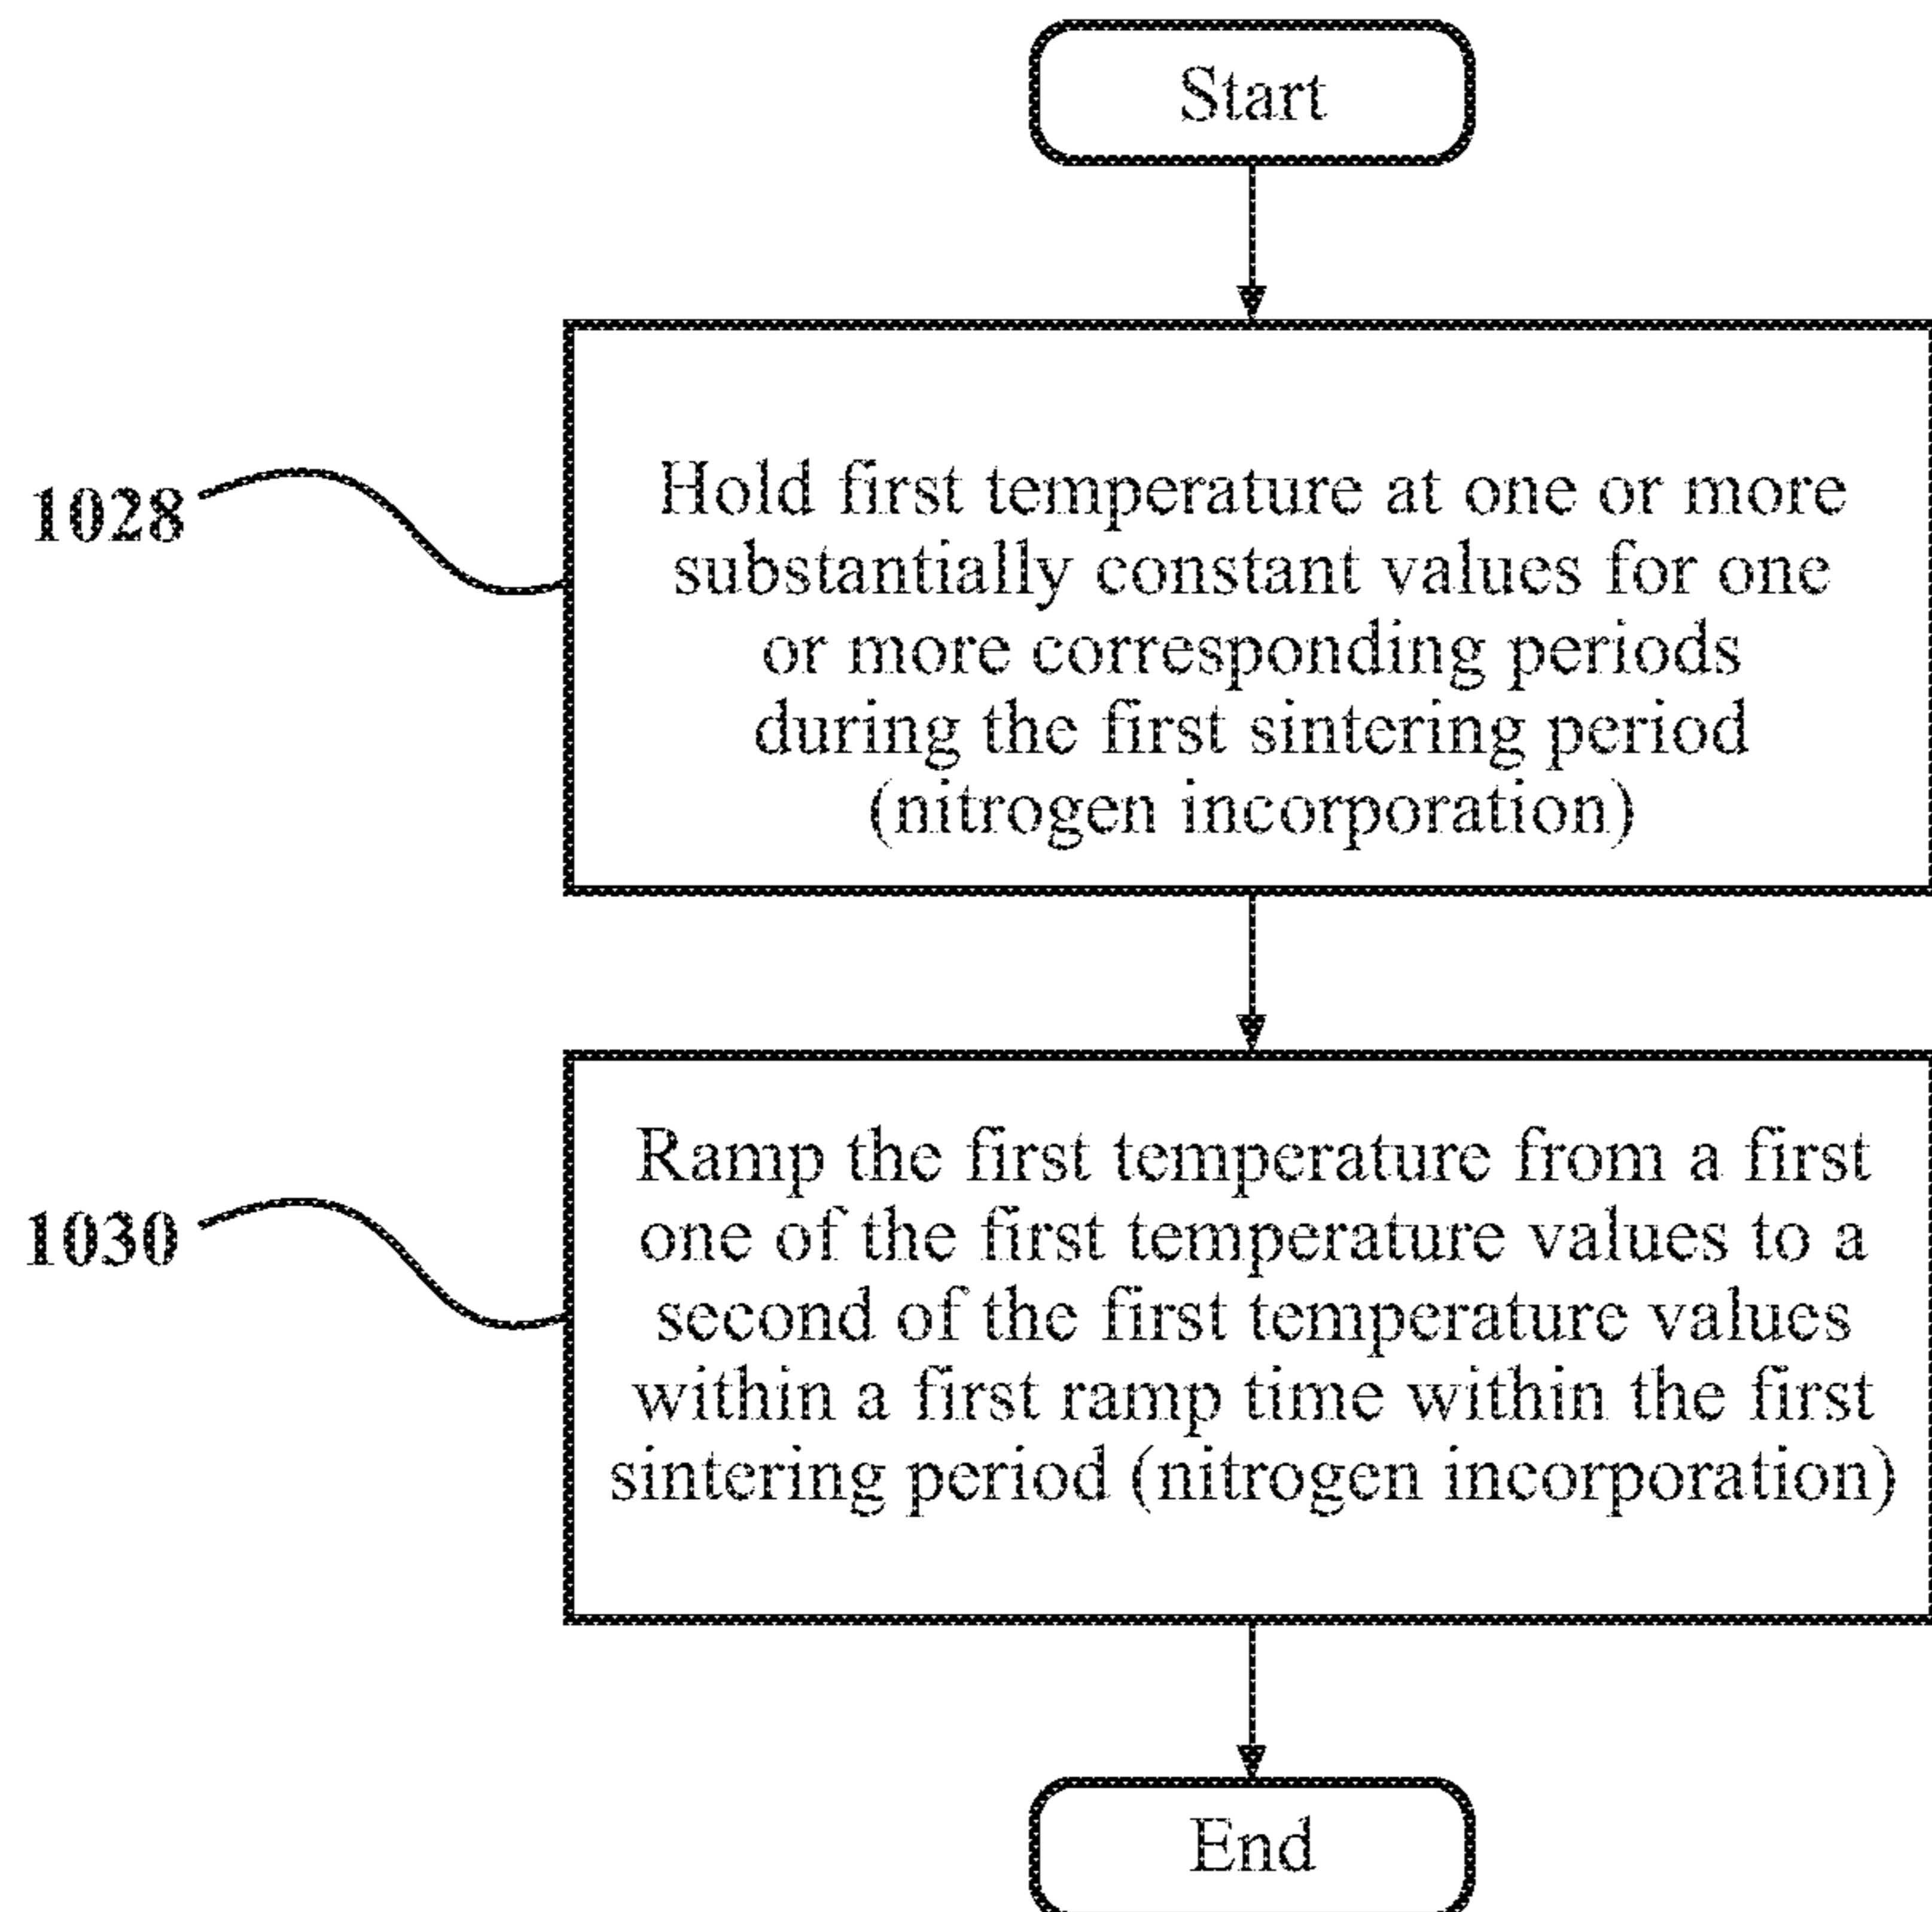 Start
1028
Hold first temperature at one or more
substantially constant values for one
or more corresponding periods
during the first sintering period
(nitrogen incorporation)
1030
Ramp the first temperature from a first
one of the first temperature values to a
second of the first temperature values
within a first ramp time within the first
sintering period (nitrogen incorporation)
End